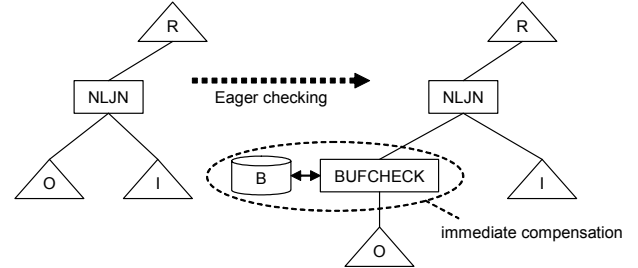 R
NLJN
O
I
Eager checking
R
NLJN
B
BUFCHECK
I
O
immediate compensation